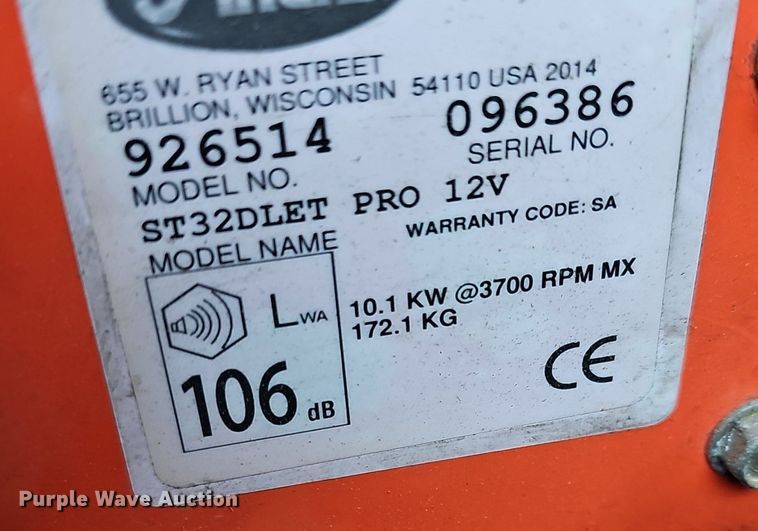 655 W. RYAN STREET
BRILLION, WISCONSIN 54110 USA 2014
926514 096386
MODEL NO. SERIAL NO.
ST32DLET PRO 12V
MODEL NAME WARRANTY CODE: SA
LWA
106 dB
10.1 KW @3700 RPM MX
172.1 KG
CE
Purple Wave Auction